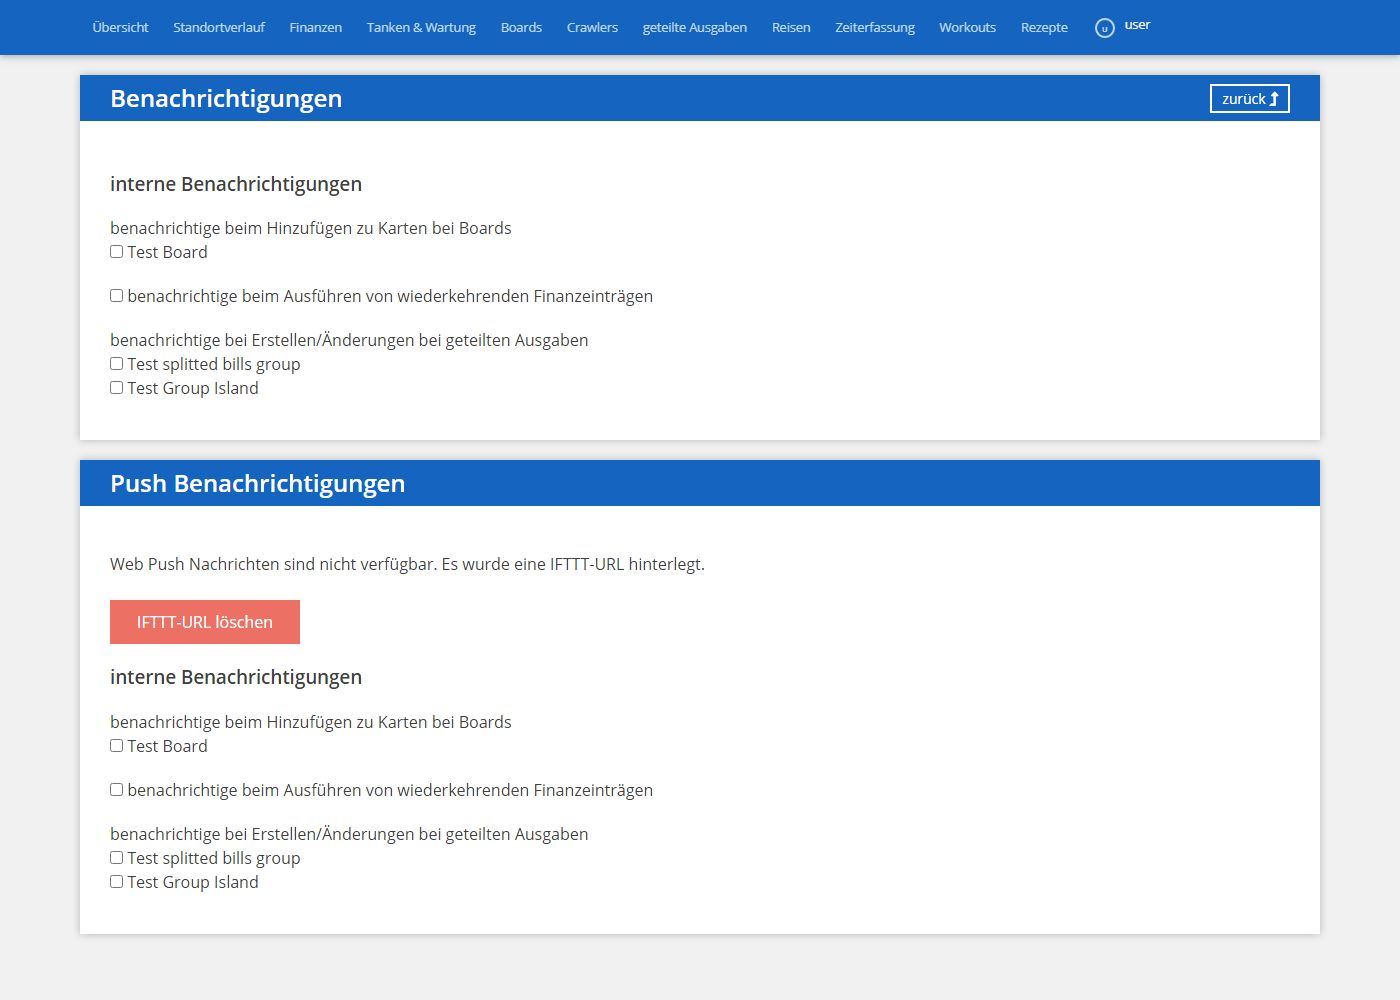 Übersicht Standortverlauf Finanzen Tanken & Wartung Boards Crawlers geteilte Ausgaben Reisen Zeiterfassung Workouts Rezepte U user
Benachrichtigungen zurück
interne Benachrichtigungen
benachrichtige beim Hinzufügen zu Karten bei Boards
Test Board
benachrichtige beim Ausführen von wiederkehrenden Finanzeinträgen
benachrichtige bei Erstellen/Änderungen bei geteilten Ausgaben
Test splitted bills group
Test Group Island
Push Benachrichtigungen
Web Push Nachrichten sind nicht verfügbar. Es wurde eine IFTTT-URL hinterlegt.
IFTTT-URL löschen
interne Benachrichtigungen
benachrichtige beim Hinzufügen zu Karten bei Boards
Test Board
benachrichtige beim Ausführen von wiederkehrenden Finanzeinträgen
benachrichtige bei Erstellen/Änderungen bei geteilten Ausgaben
Test splitted bills group
Test Group Island